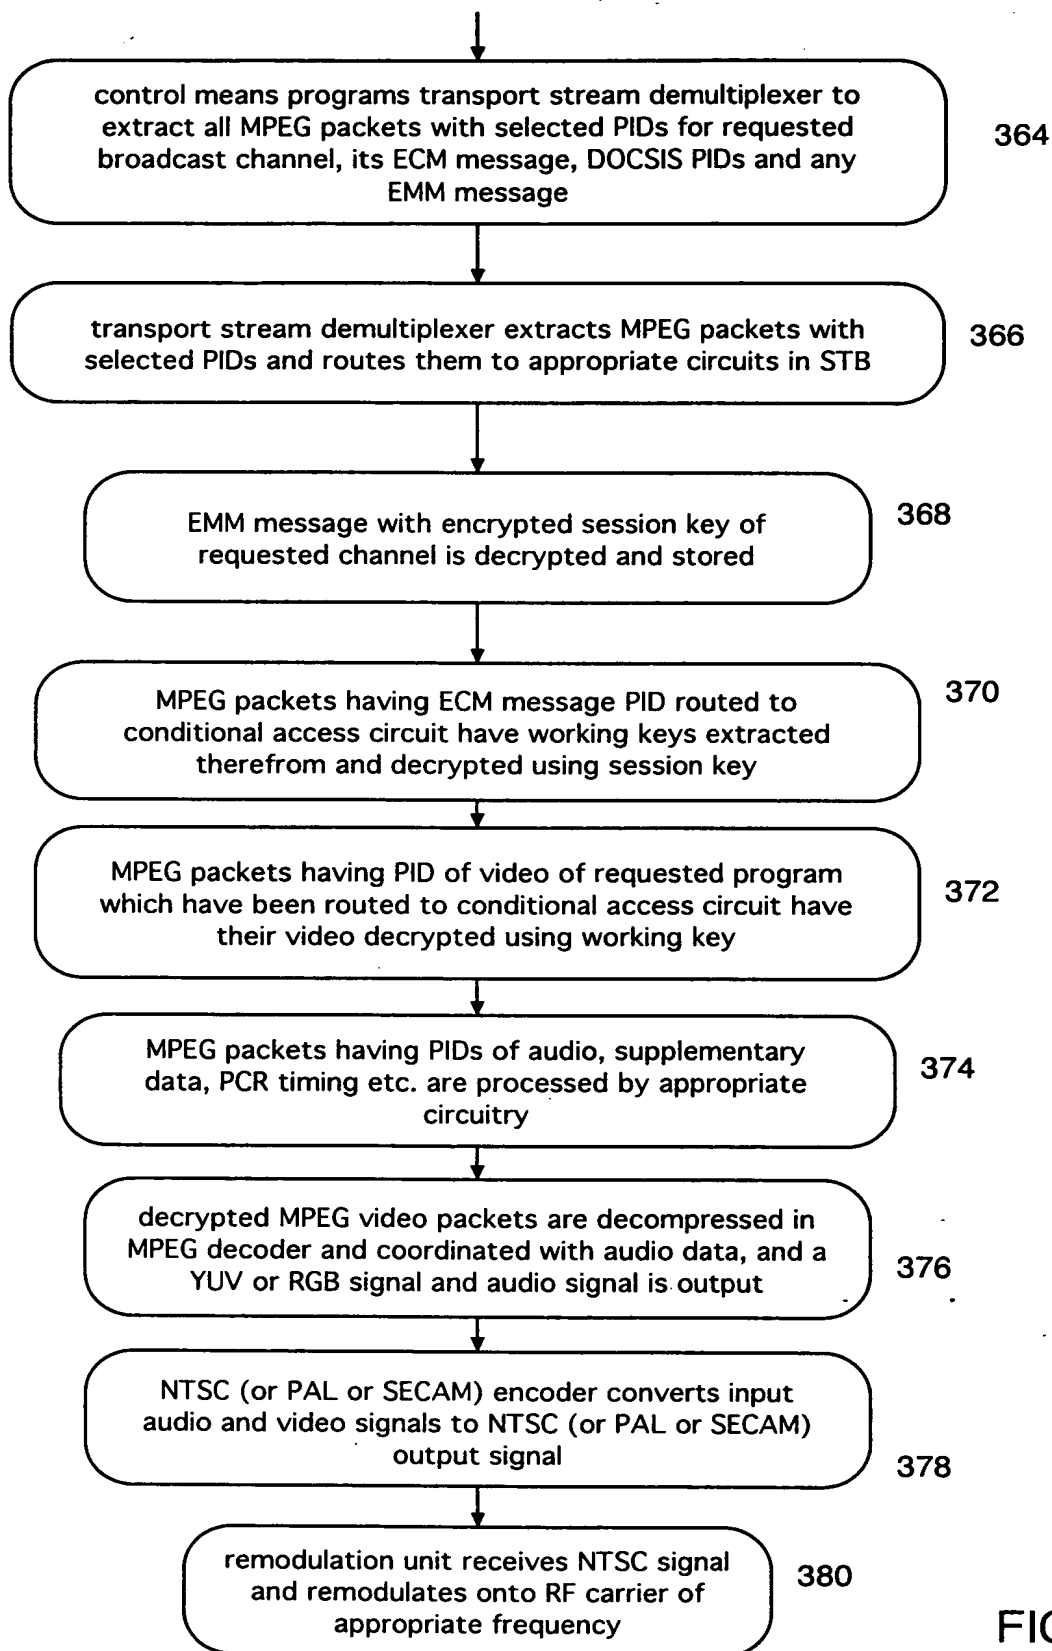 control means programs transport stream demultiplexer to
extract all MPEG packets with selected PIDs for requested
broadcast channel, its ECM message, DOCSIS PIDs and any
EMM message
364
transport stream demultiplexer extracts MPEG packets with
selected PIDs and routes them to appropriate circuits in STB
366
EMM message with encrypted session key of
requested channel is decrypted and stored
368
MPEG packets having ECM message PID routed to
conditional access circuit have working keys extracted
therefrom and decrypted using session key
370
MPEG packets having PID of video of requested program
which have been routed to conditional access circuit have
their video decrypted using working key
372
MPEG packets having PIDs of audio, supplementary
data, PCR timing etc. are processed by appropriate
circuitry
374
decrypted MPEG video packets are decompressed in
MPEG decoder and coordinated with audio data, and a
YUV or RGB signal and audio signal is output
376
NTSC (or PAL or SECAM) encoder converts input
audio and video signals to NTSC (or PAL or SECAM)
output signal
378
remodulation unit receives NTSC signal
and remodulates onto RF carrier of
appropriate frequency
380